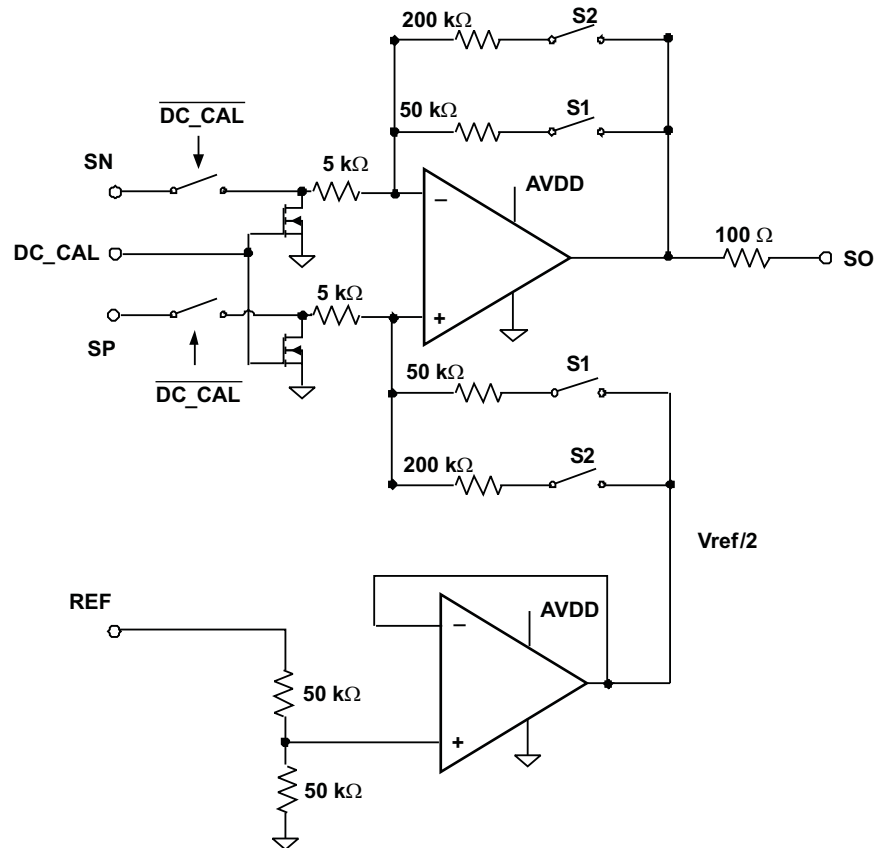 200 kΩ
S2
50 kΩ
S1
DC_CAL
SN
5 kΩ
−
AVDD
100 Ω
SO
DC_CAL
5 kΩ
+
SP
DC_CAL
50 kΩ
S1
200 kΩ
S2
Vref/2
REF
−
AVDD
50 kΩ
+
50 kΩ